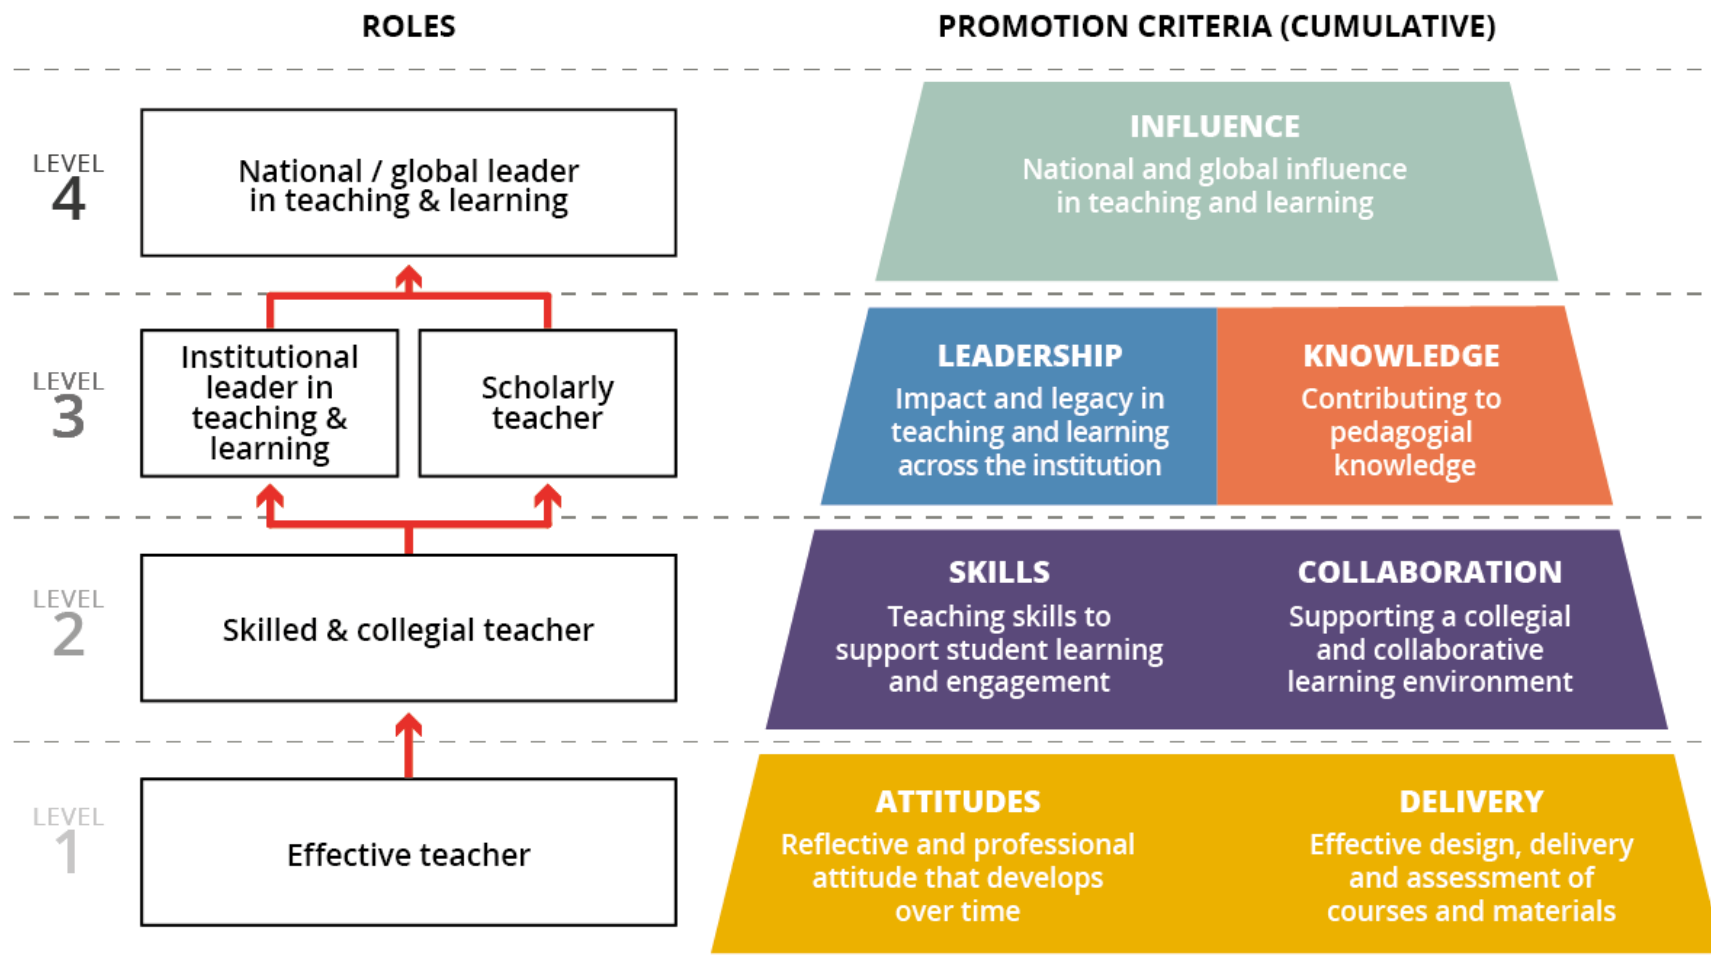 ROLES
PROMOTION CRITERIA (CUMULATIVE)
LEVEL
4
National / global leader
in teaching & learning
INFLUENCE
National and global influence
in teaching and learning
LEVEL
3
Institutional
leader in
teaching &
learning
Scholarly
teacher
LEADERSHIP
Impact and legacy in
teaching and learning
across the institution
KNOWLEDGE
Contributing to
pedagogial
knowledge
LEVEL
2
Skilled & collegial teacher
SKILLS
Teaching skills to
support student learning
and engagement
COLLABORATION
Supporting a collegial
and collaborative
learning environment
LEVEL
1
Effective teacher
ATTITUDES
Reflective and professional
attitude that develops
over time
DELIVERY
Effective design, delivery
and assessment of
courses and materials